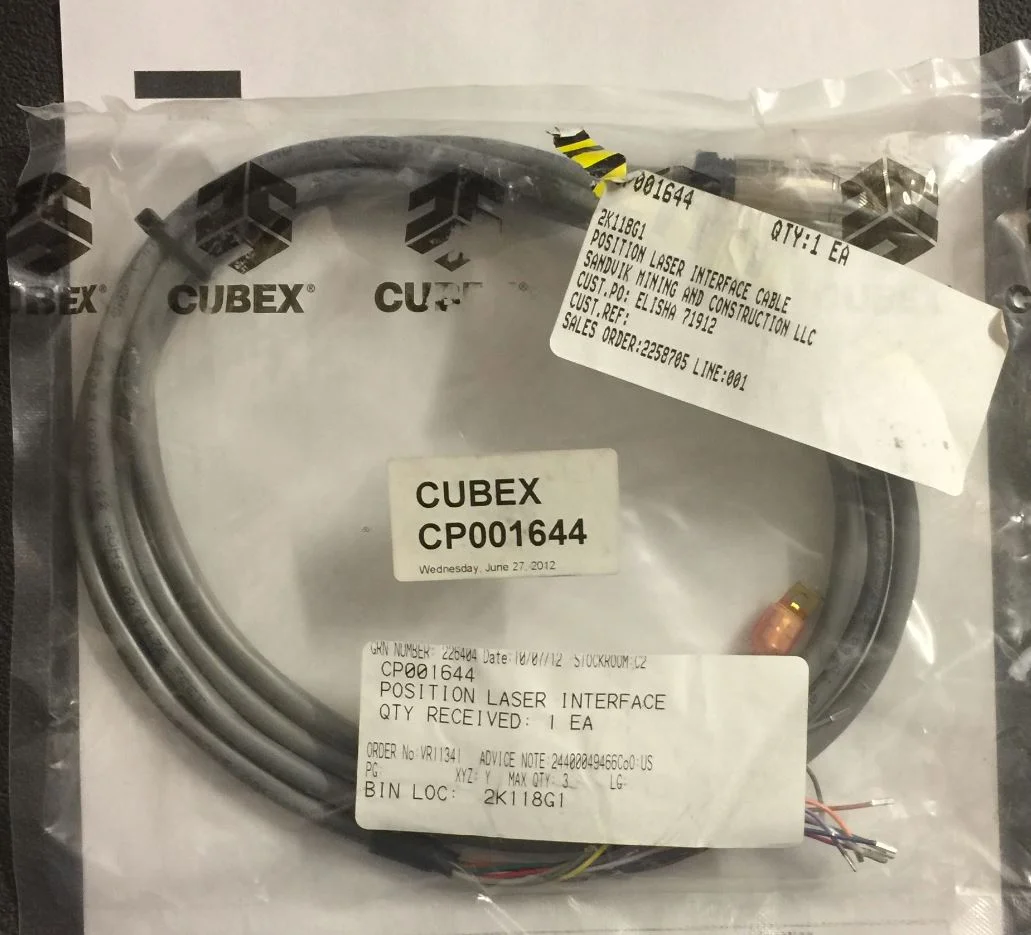 CUBEX®
CUBEX
P001644
QTY:1 EA
2K118G1
POSITION LASER INTERFACE CABLE
SANDVIK MINING AND CONSTRUCTION LLC
CUST.PO: ELISHA 71912
CUST.REF:
SALES ORDER:2258705 LINE:001
CUBEX
CP001644
Wednesday, June 27, 2012
GRN NUMBER: 226404 Date: 10/07/12 STOCKROOM:C2
CP001644
POSITION LASER INTERFACE
QTY RECEIVED: 1 EA
ORDER No:VR11341 ADVICE NOTE:24400049466CoO:US
PG: XYZ: Y MAX QTY: 3 LG:
BIN LOC: 2K118G1